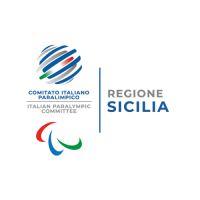 COMITATO ITALIANO
PARALIMPICO
ITALIAN PARALYMPIC
COMMITTEE
REGIONE
SICILIA